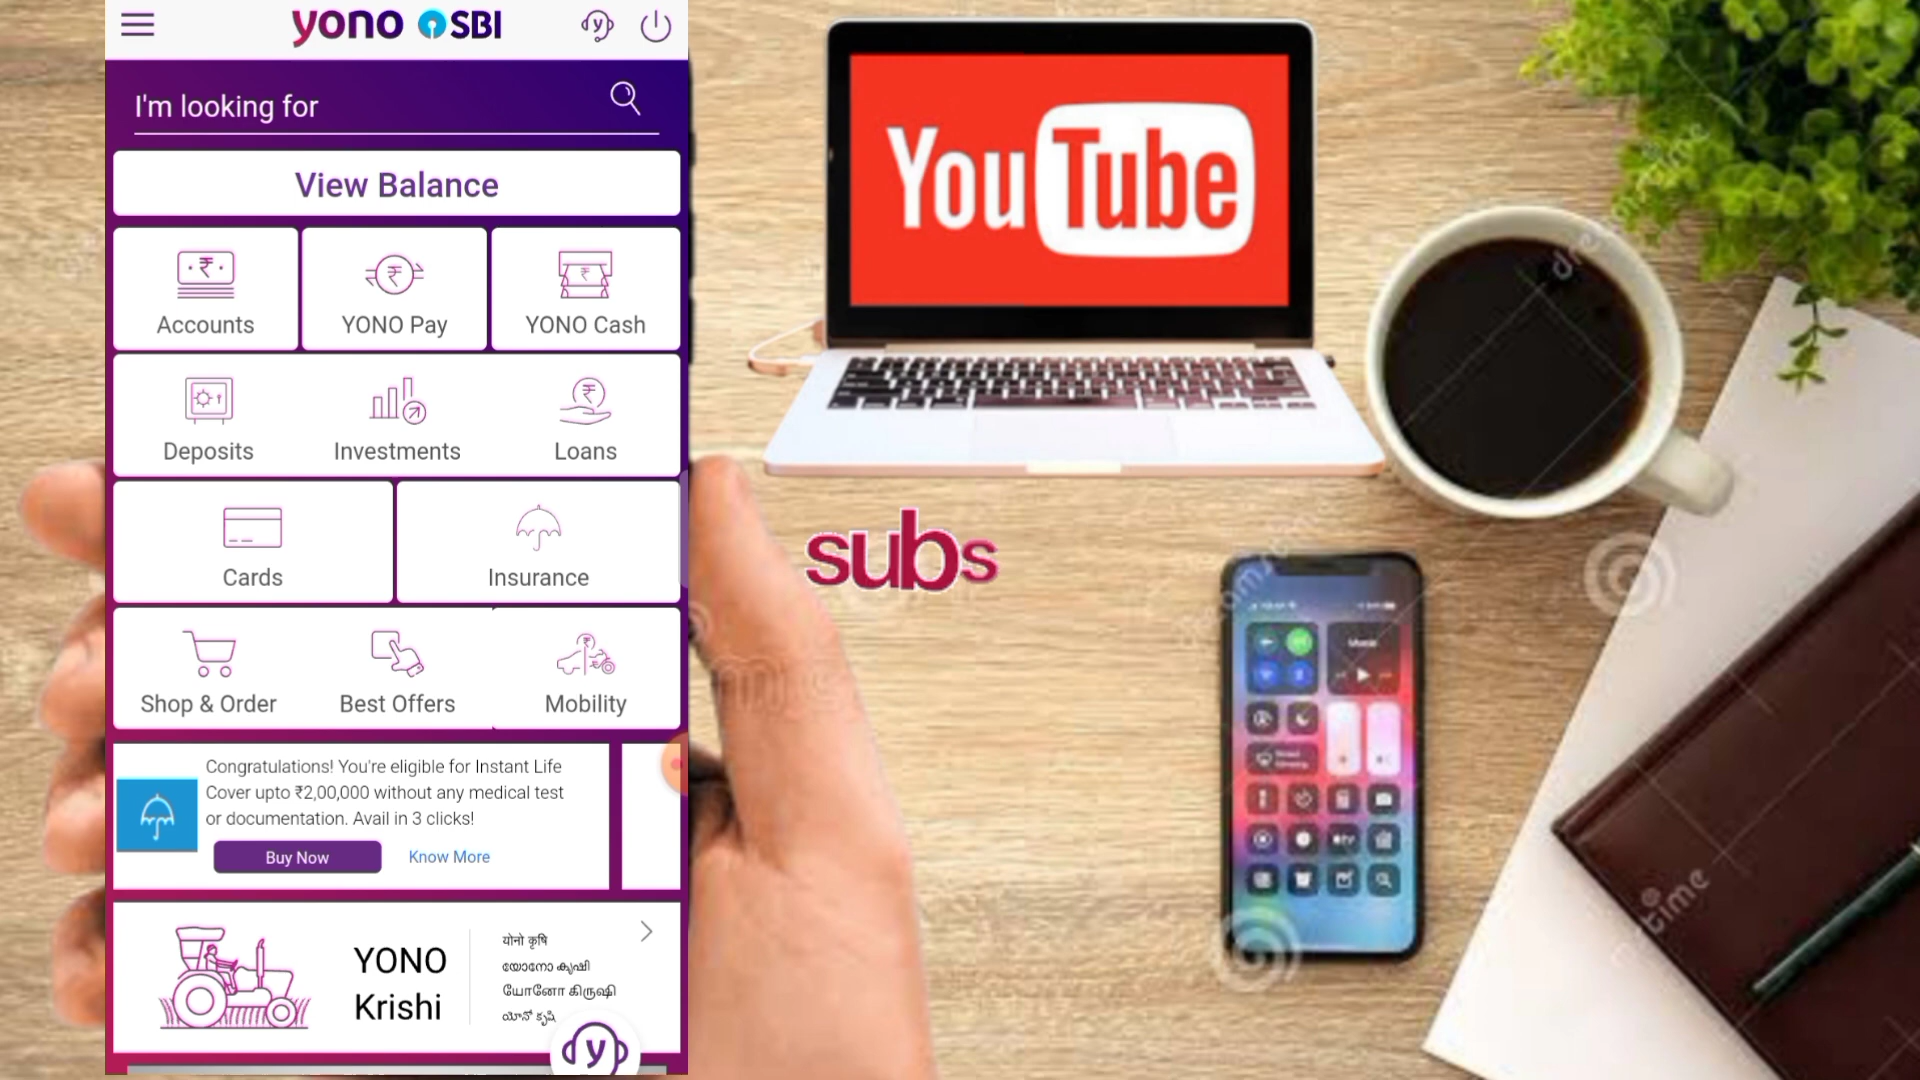 yono SBI
I'm looking for
View Balance
Accounts
YONO Pay
YONO Cash
Deposits
Investments
Loans
Cards
Insurance
Shop & Order
Best Offers
Mobility
Congratulations! You're eligible for Instant Life
Cover upto ₹2,00,000 without any medical test
or documentation. Avail in 3 clicks!
Buy Now
Know More
YONO
Krishi
योनो कृषि
യോനോ കൃഷി
யோனோ கிருஷி
యోనో కృషి
YouTube
subs